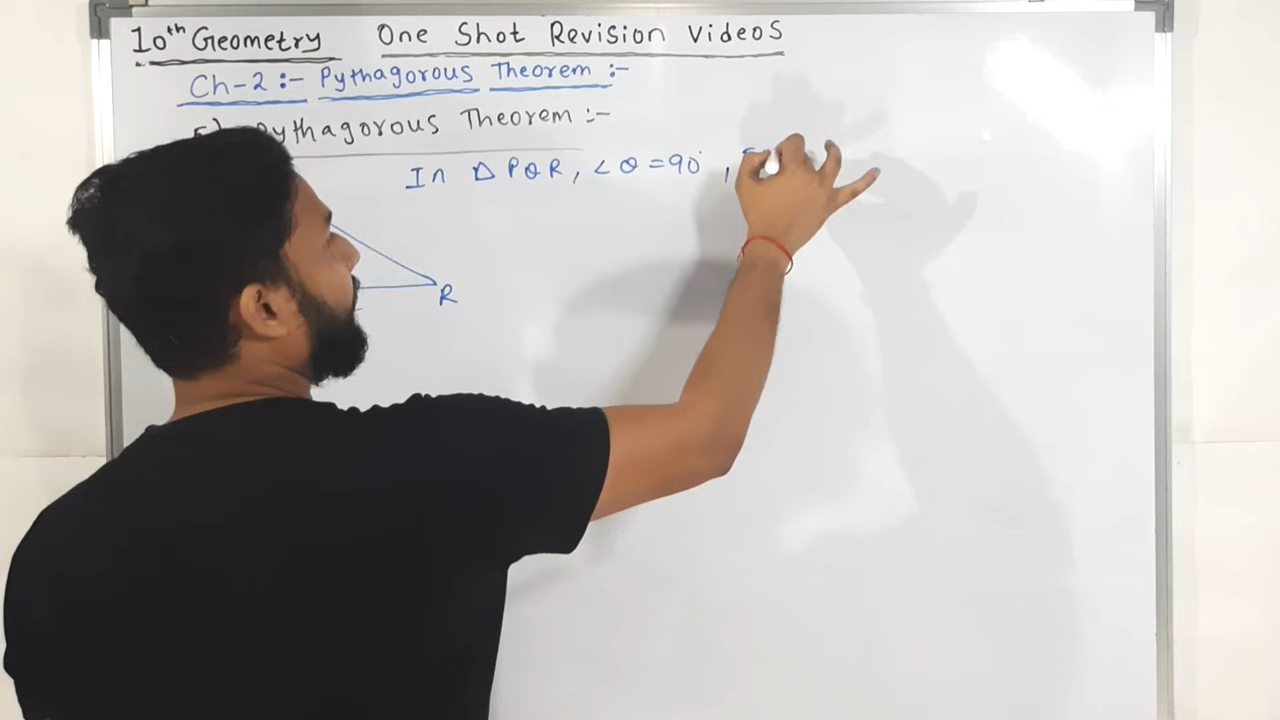 10th Geometry One Shot Revision Videos
Ch-2 :- Pythagorous Theorem :-
5) Pythagorous Theorem :-
In △ PQR, ∠Q = 90°,
R